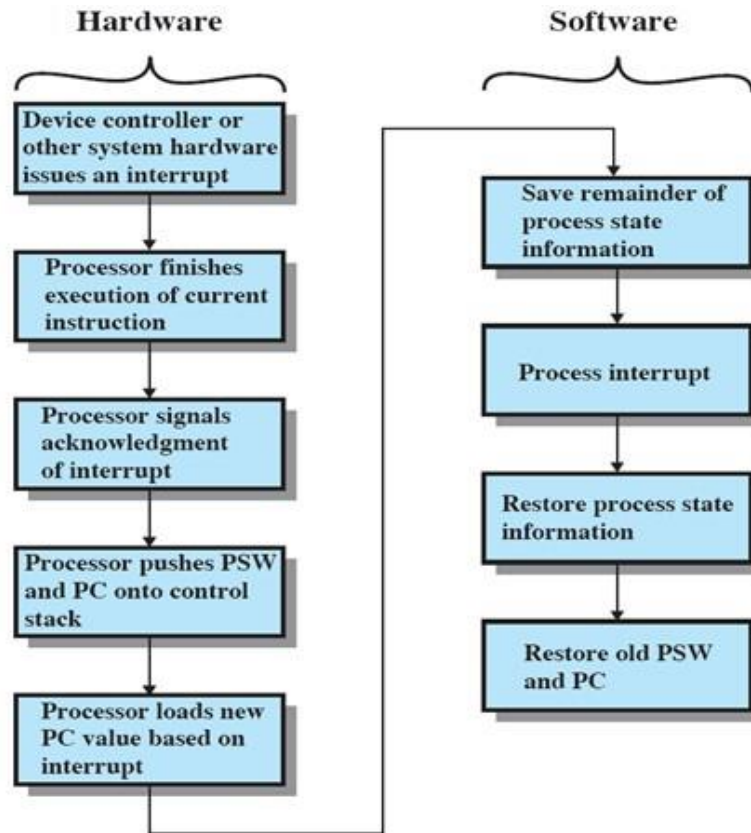 Hardware
Device controller or
other system hardware
issues an interrupt
Processor finishes
execution of current
instruction
Processor signals
acknowledgment
of interrupt
Processor pushes PSW
and PC onto control
stack
Processor loads new
PC value based on
interrupt
Software
Save remainder of
process state
information
Process interrupt
Restore process state
information
Restore old PSW
and PC